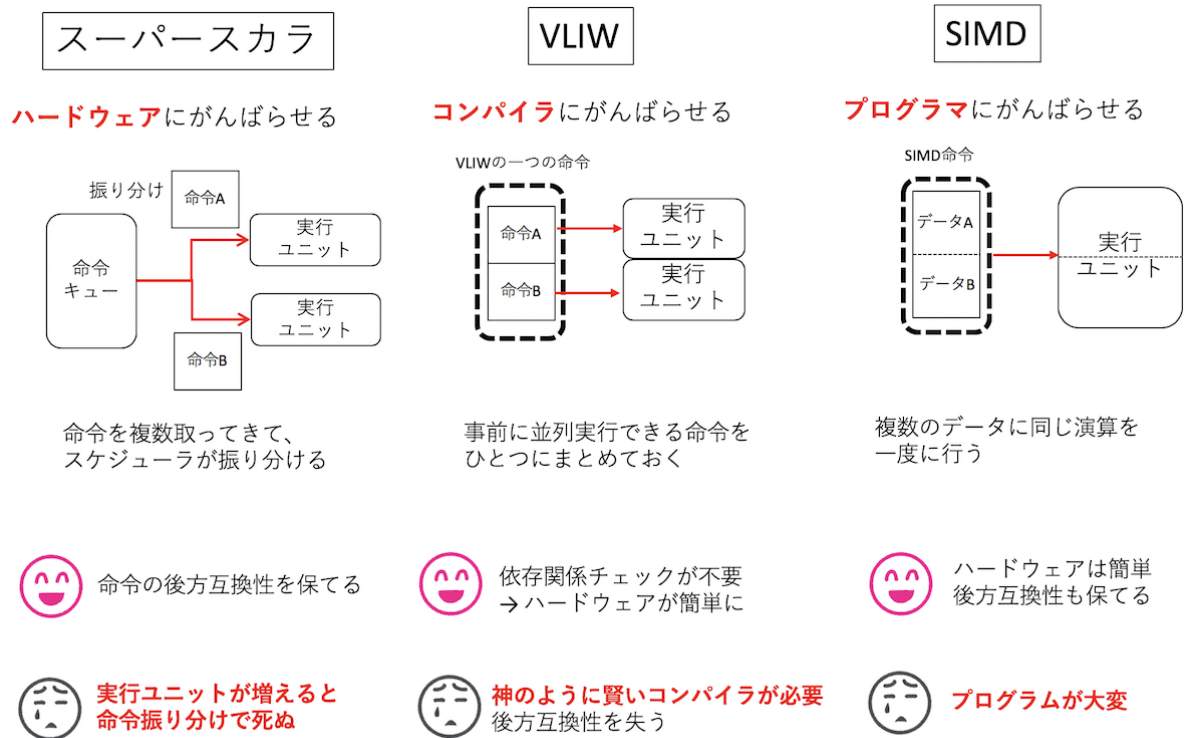 スーパースカラ
ハードウェアにがんばらせる
振り分け
命令A
命令
キュー
実行
ユニット
実行
ユニット
命令B
命令を複数取ってきて、
スケジューラが振り分ける
命令の後方互換性を保てる
実行ユニットが増えると
命令振り分けで死ぬ
VLIW
コンパイラにがんばらせる
VLIWの一つの命令
命令A
命令B
実行
ユニット
実行
ユニット
事前に並列実行できる命令を
ひとつにまとめておく
依存関係チェックが不要
→ ハードウェアが簡単に
神のように賢いコンパイラが必要
後方互換性を失う
SIMD
プログラマにがんばらせる
SIMD命令
データA
データB
実行
ユニット
複数のデータに同じ演算を
一度に行う
ハードウェアは簡単
後方互換性も保てる
プログラムが大変